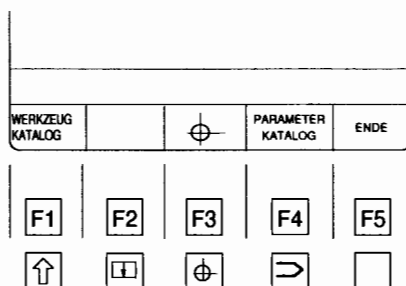 WERKZEUG
KATALOG
PARAMETER
KATALOG
ENDE
F1
F2
F3
F4
F5